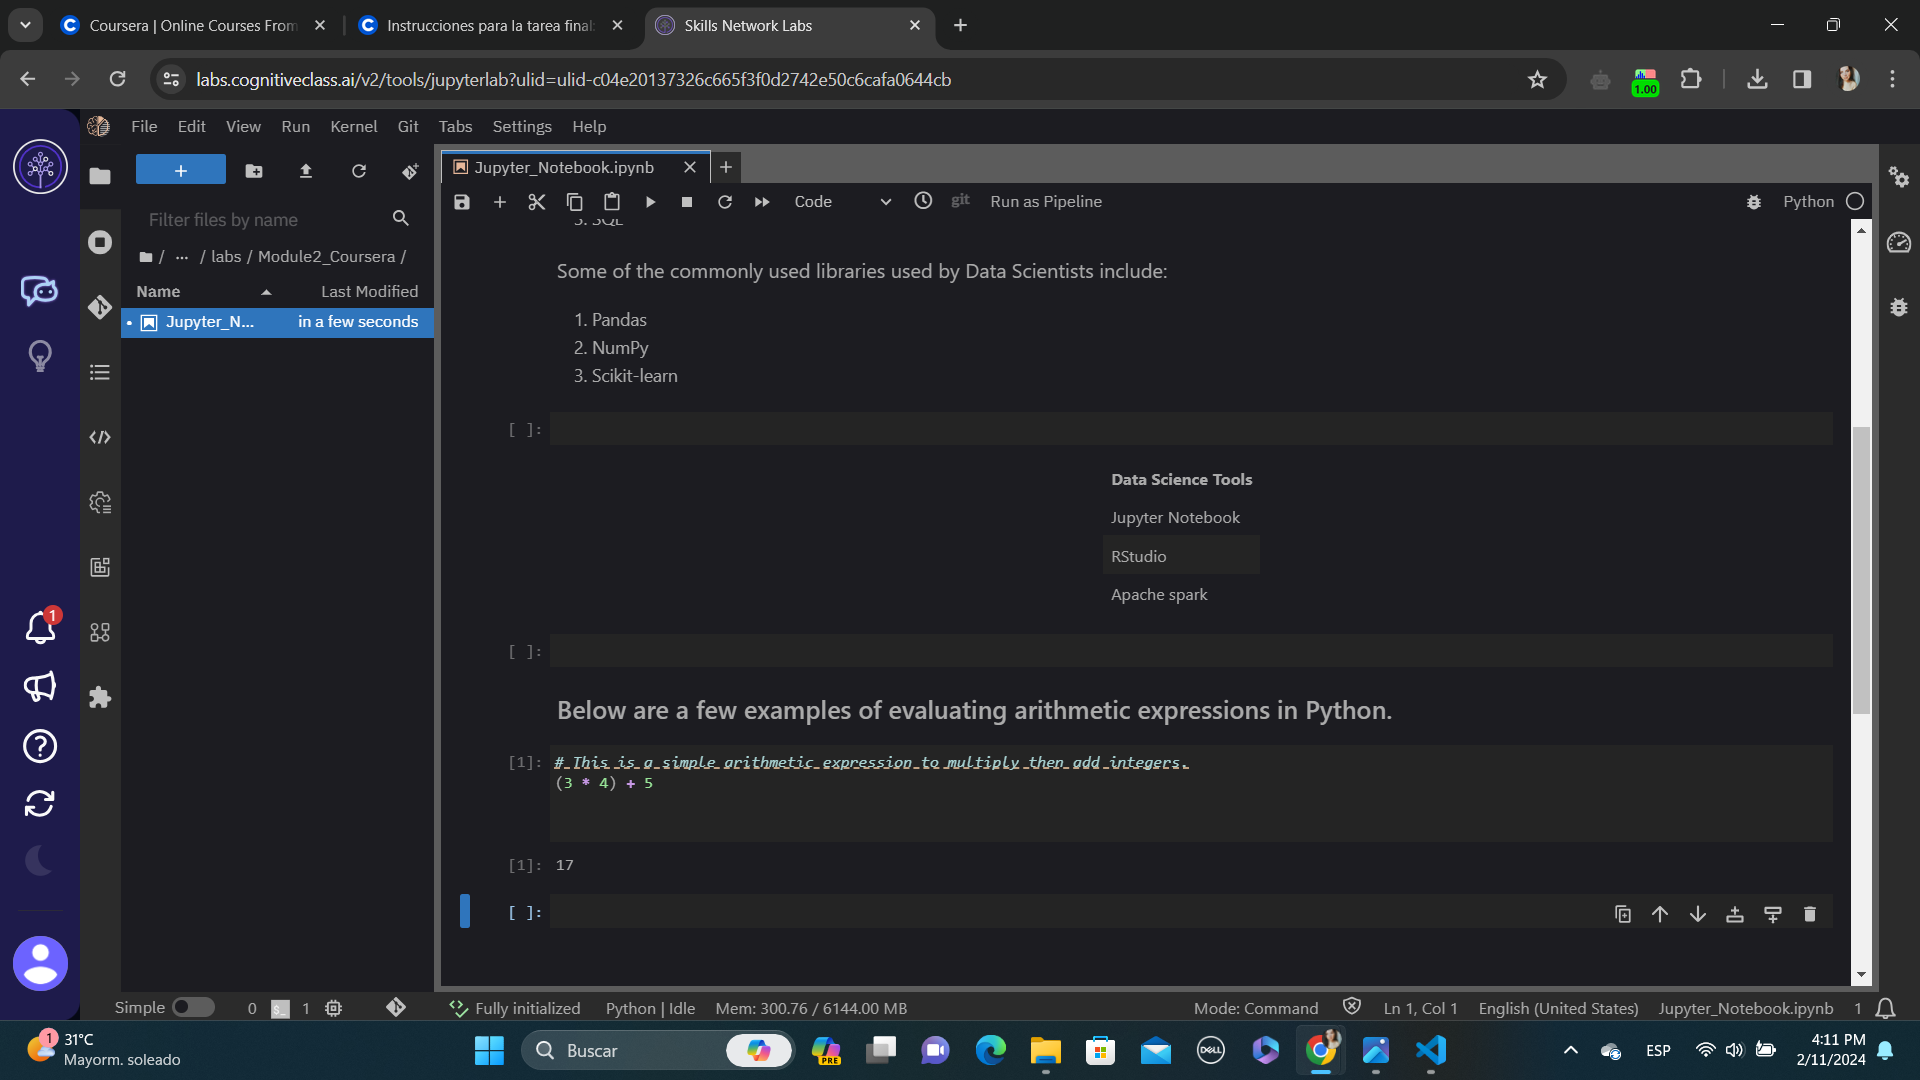 Coursera | Online Courses From
Instrucciones para la tarea final:
Skills Network Labs
labs.cognitiveclass.ai/v2/tools/jupyterlab?ulid=ulid-c04e20137326c665f3f0d2742e50c6cafa0644cb
1.00
File Edit View Run Kernel Git Tabs Settings Help
+
Filter files by name
/ ... / labs / Module2_Coursera /
Name Last Modified
Jupyter_N... in a few seconds
Jupyter_Notebook.ipynb
Code
git
Run as Pipeline
Python
3. SQL
Some of the commonly used libraries used by Data Scientists include:
1. Pandas
2. NumPy
3. Scikit-learn
[ ]:
Data Science Tools
Jupyter Notebook
RStudio
Apache spark
[ ]:
Below are a few examples of evaluating arithmetic expressions in Python.
[1]: # This is a simple arithmetic expression to multiply then add integers.
(3 * 4) + 5
[1]: 17
[ ]:
1
Simple 0 $_ 1 Fully initialized Python | Idle Mem: 300.76 / 6144.00 MB Mode: Command Ln 1, Col 1 English (United States) Jupyter_Notebook.ipynb 1
1 31°C
Mayorm. soleado
Buscar
PRE
DELL
ESP
4:11 PM
2/11/2024